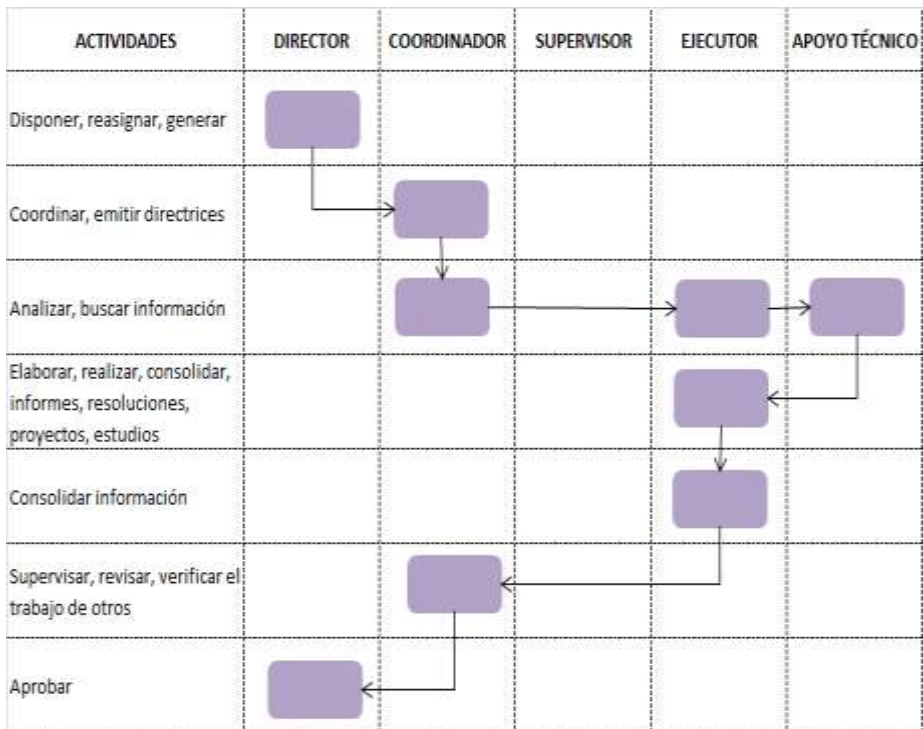 ACTIVIDADES DIRECTOR COORDINADOR SUPERVISOR EJECUTOR APOYO TÉCNICO
Disponer, reasignar, generar
Coordinar, emitir directrices
Analizar, buscar información
Elaborar, realizar, consolidar,
informes, resoluciones,
proyectos, estudios
Consolidar información
Supervisar, revisar, verificar el
trabajo de otros
Aprobar